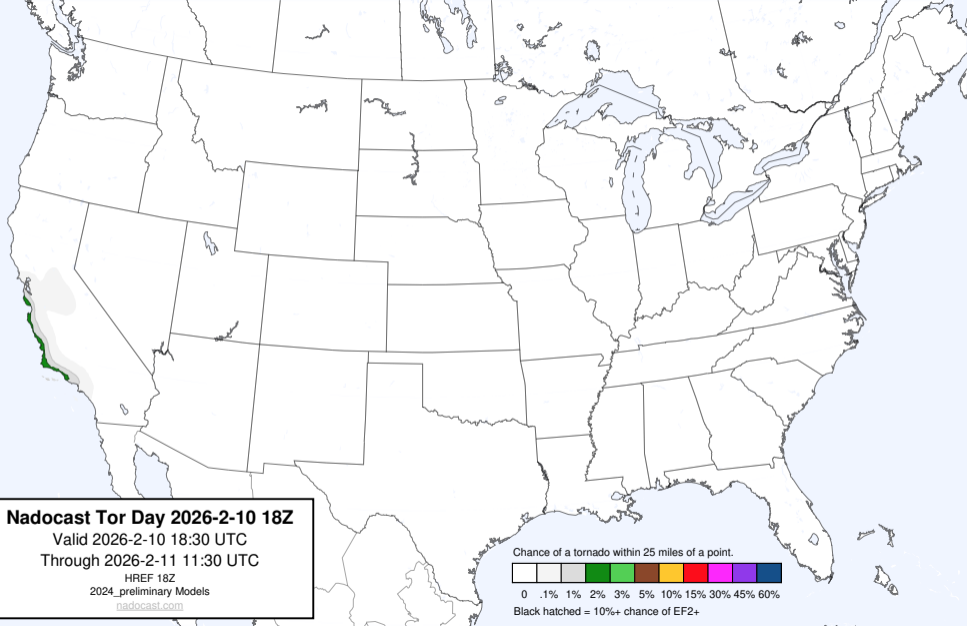 Nadocast Tor Day 2026-2-10 18Z
Valid 2026-2-10 18:30 UTC
Through 2026-2-11 11:30 UTC
HREF 18Z
2024_preliminary Models
nadocast.com
Chance of a tornado within 25 miles of a point.
0 .1% 1% 2% 3% 5% 10% 15% 30% 45% 60%
Black hatched = 10%+ chance of EF2+